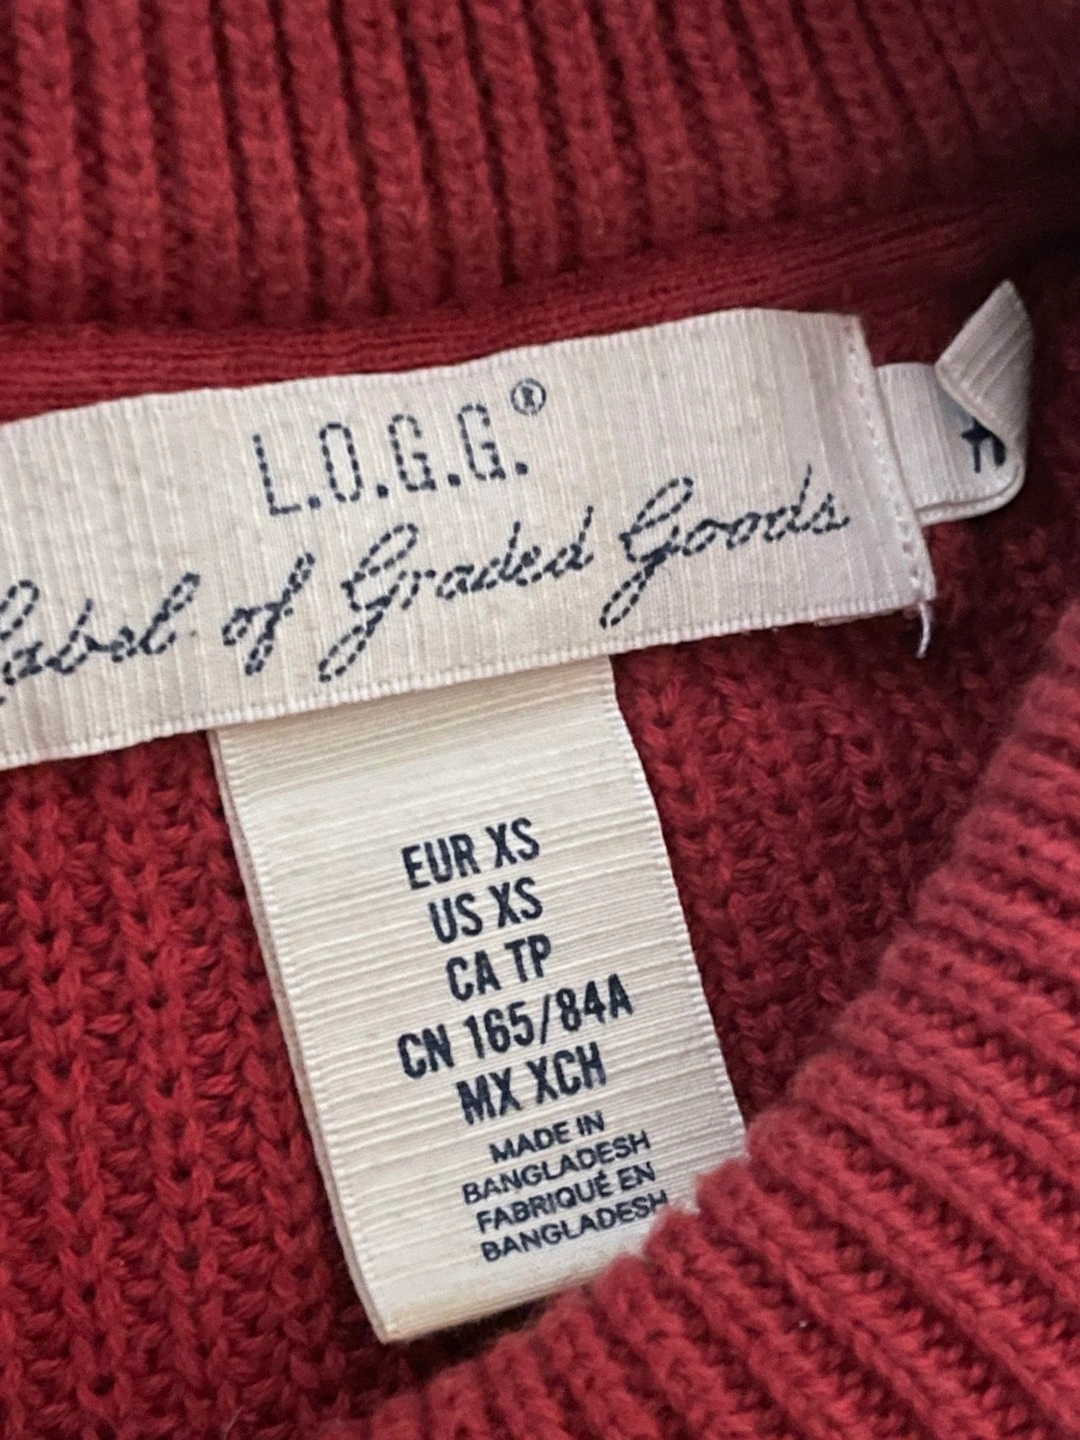 L.O.G.G.®
Label of Graded Goods
EUR XS
US XS
CA TP
CN 165/84A
MX XCH
MADE IN
BANGLADESH
FABRIQUÉ EN
BANGLADESH